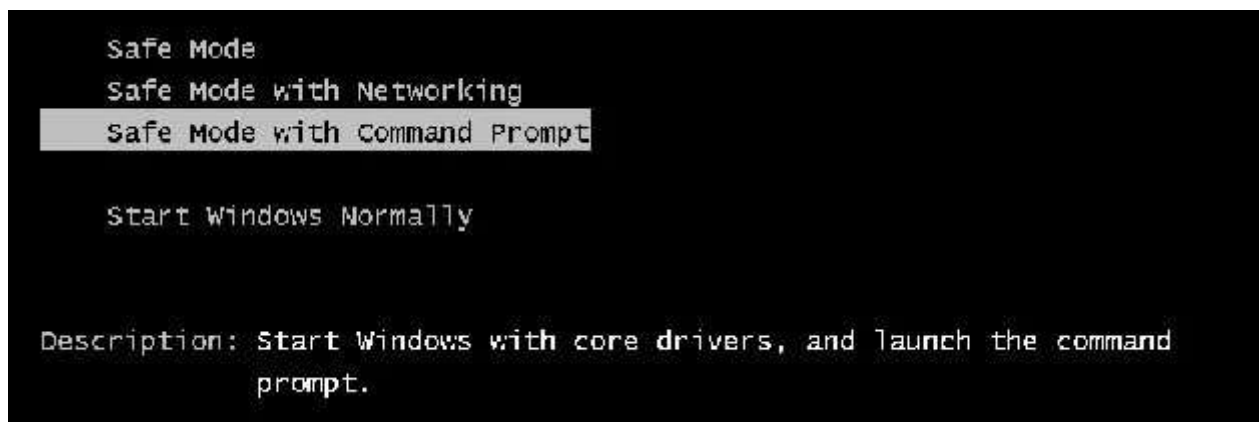 Safe Mode
Safe Mode with Networking
Safe Mode with Command Prompt
Start Windows Normally
Description: Start Windows with core drivers, and launch the command
prompt.